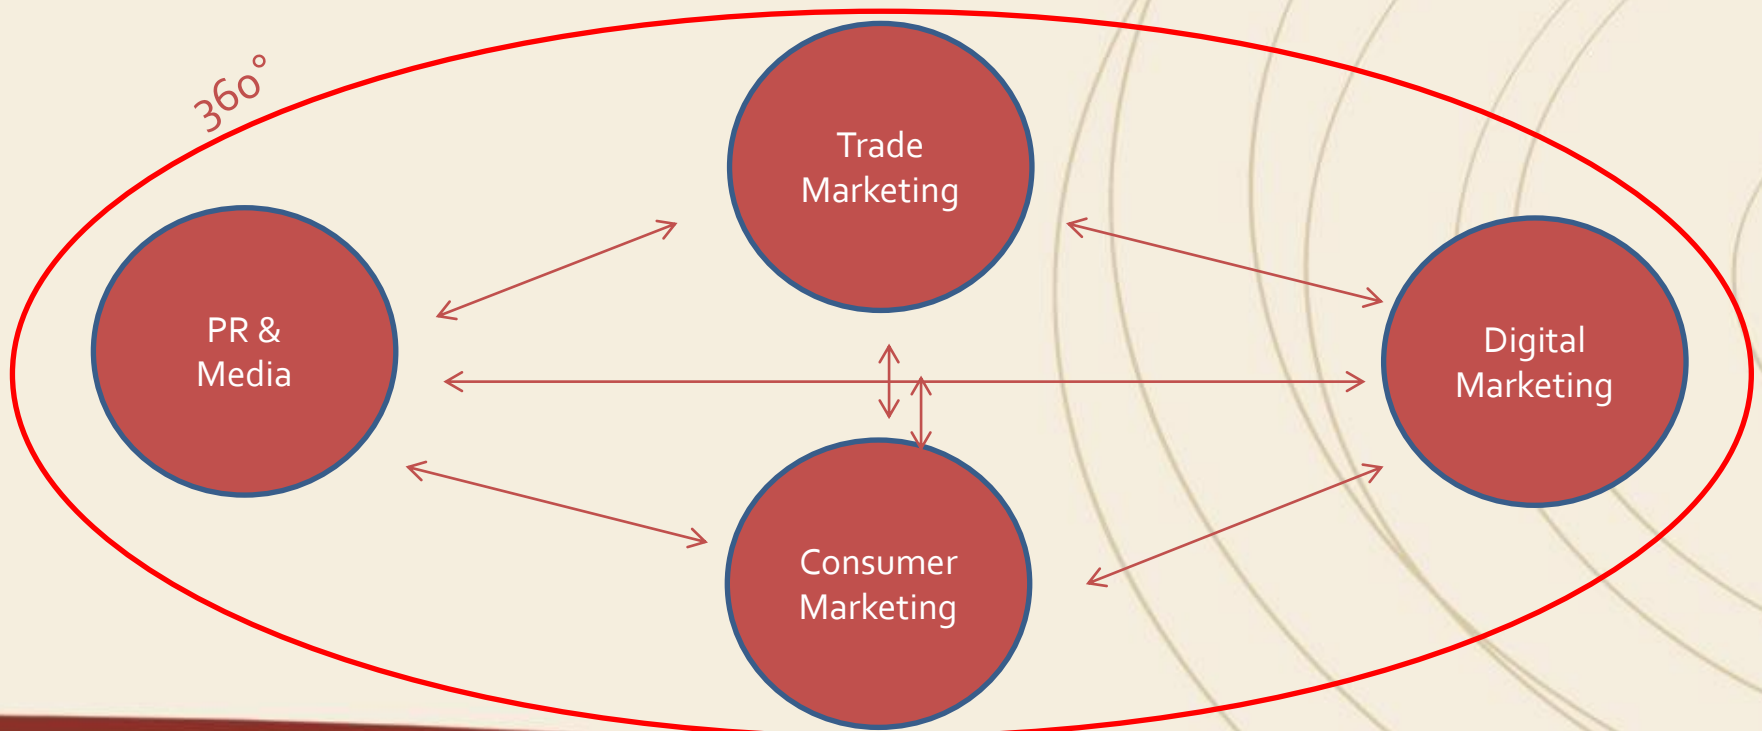 360°
Trade
Marketing
PR &
Media
Digital
Marketing
Consumer
Marketing